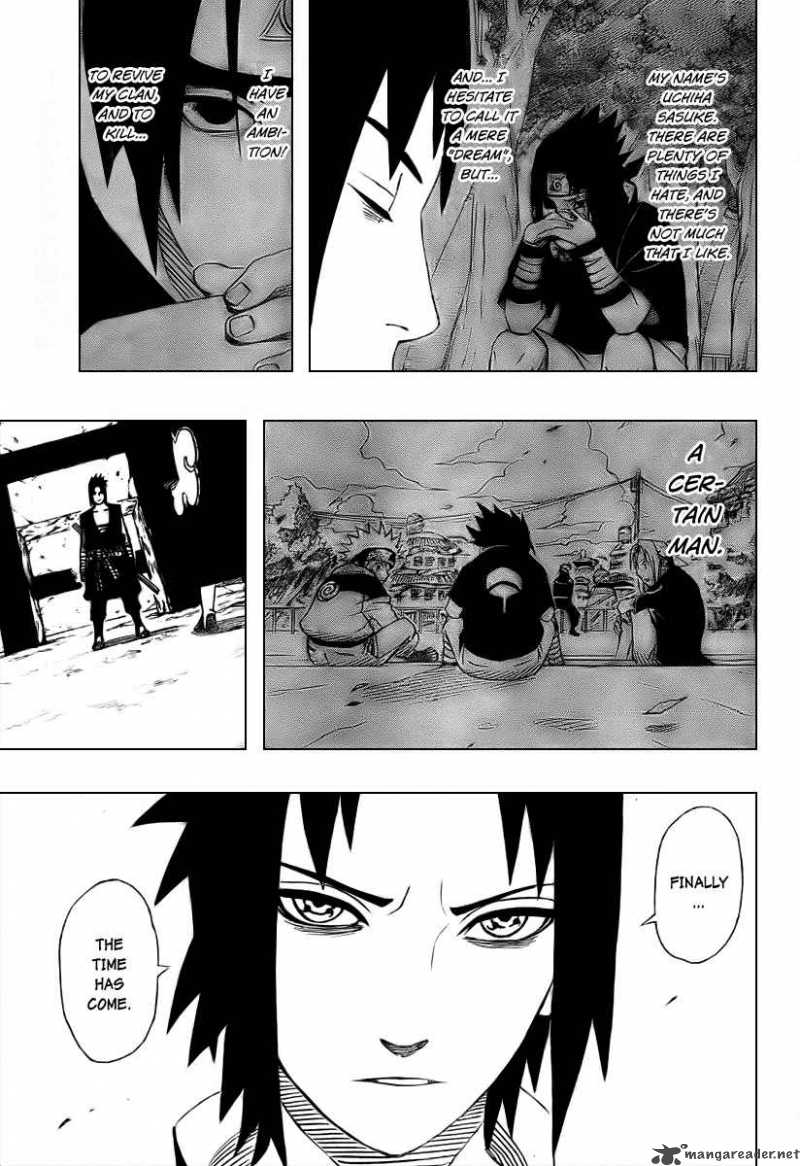 MY NAME'S
UCHIHA
SASUKE.
THERE ARE
PLENTY OF
THINGS I
HATE, AND
THERE'S
NOT MUCH
THAT I LIKE.
AND... I
HESITATE
TO CALL IT
A MERE
"DREAM",
BUT...
I
HAVE
AN
AMBI-
TION!
TO REVIVE
MY CLAN,
AND TO
KILL...
A
CER-
TAIN
MAN.
FINALLY
...
THE
TIME
HAS
COME.
mangareader.net